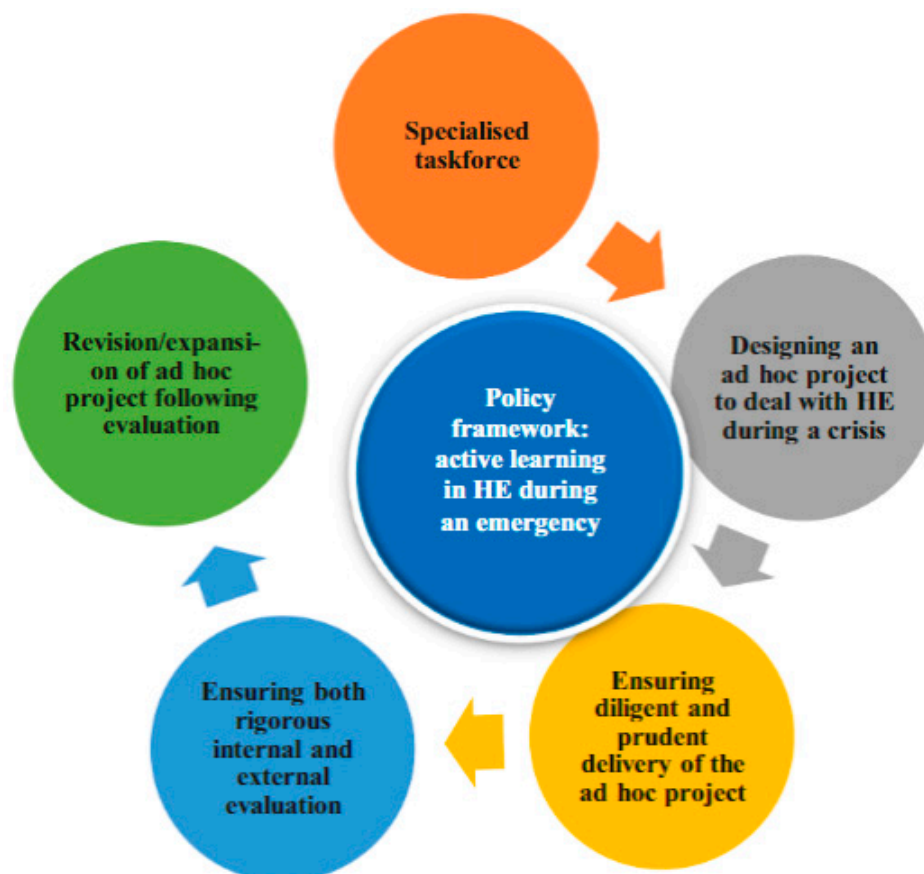 Specialised
taskforce
Designing an
ad hoc project
to deal with HE
during a crisis
Ensuring
diligent and
prudent
delivery of the
ad hoc project
Ensuring both
rigorous
internal and
external
evaluation
Revision/expansi-
on of ad hoc
project following
evaluation
Policy
framework:
active learning
in HE during
an emergency